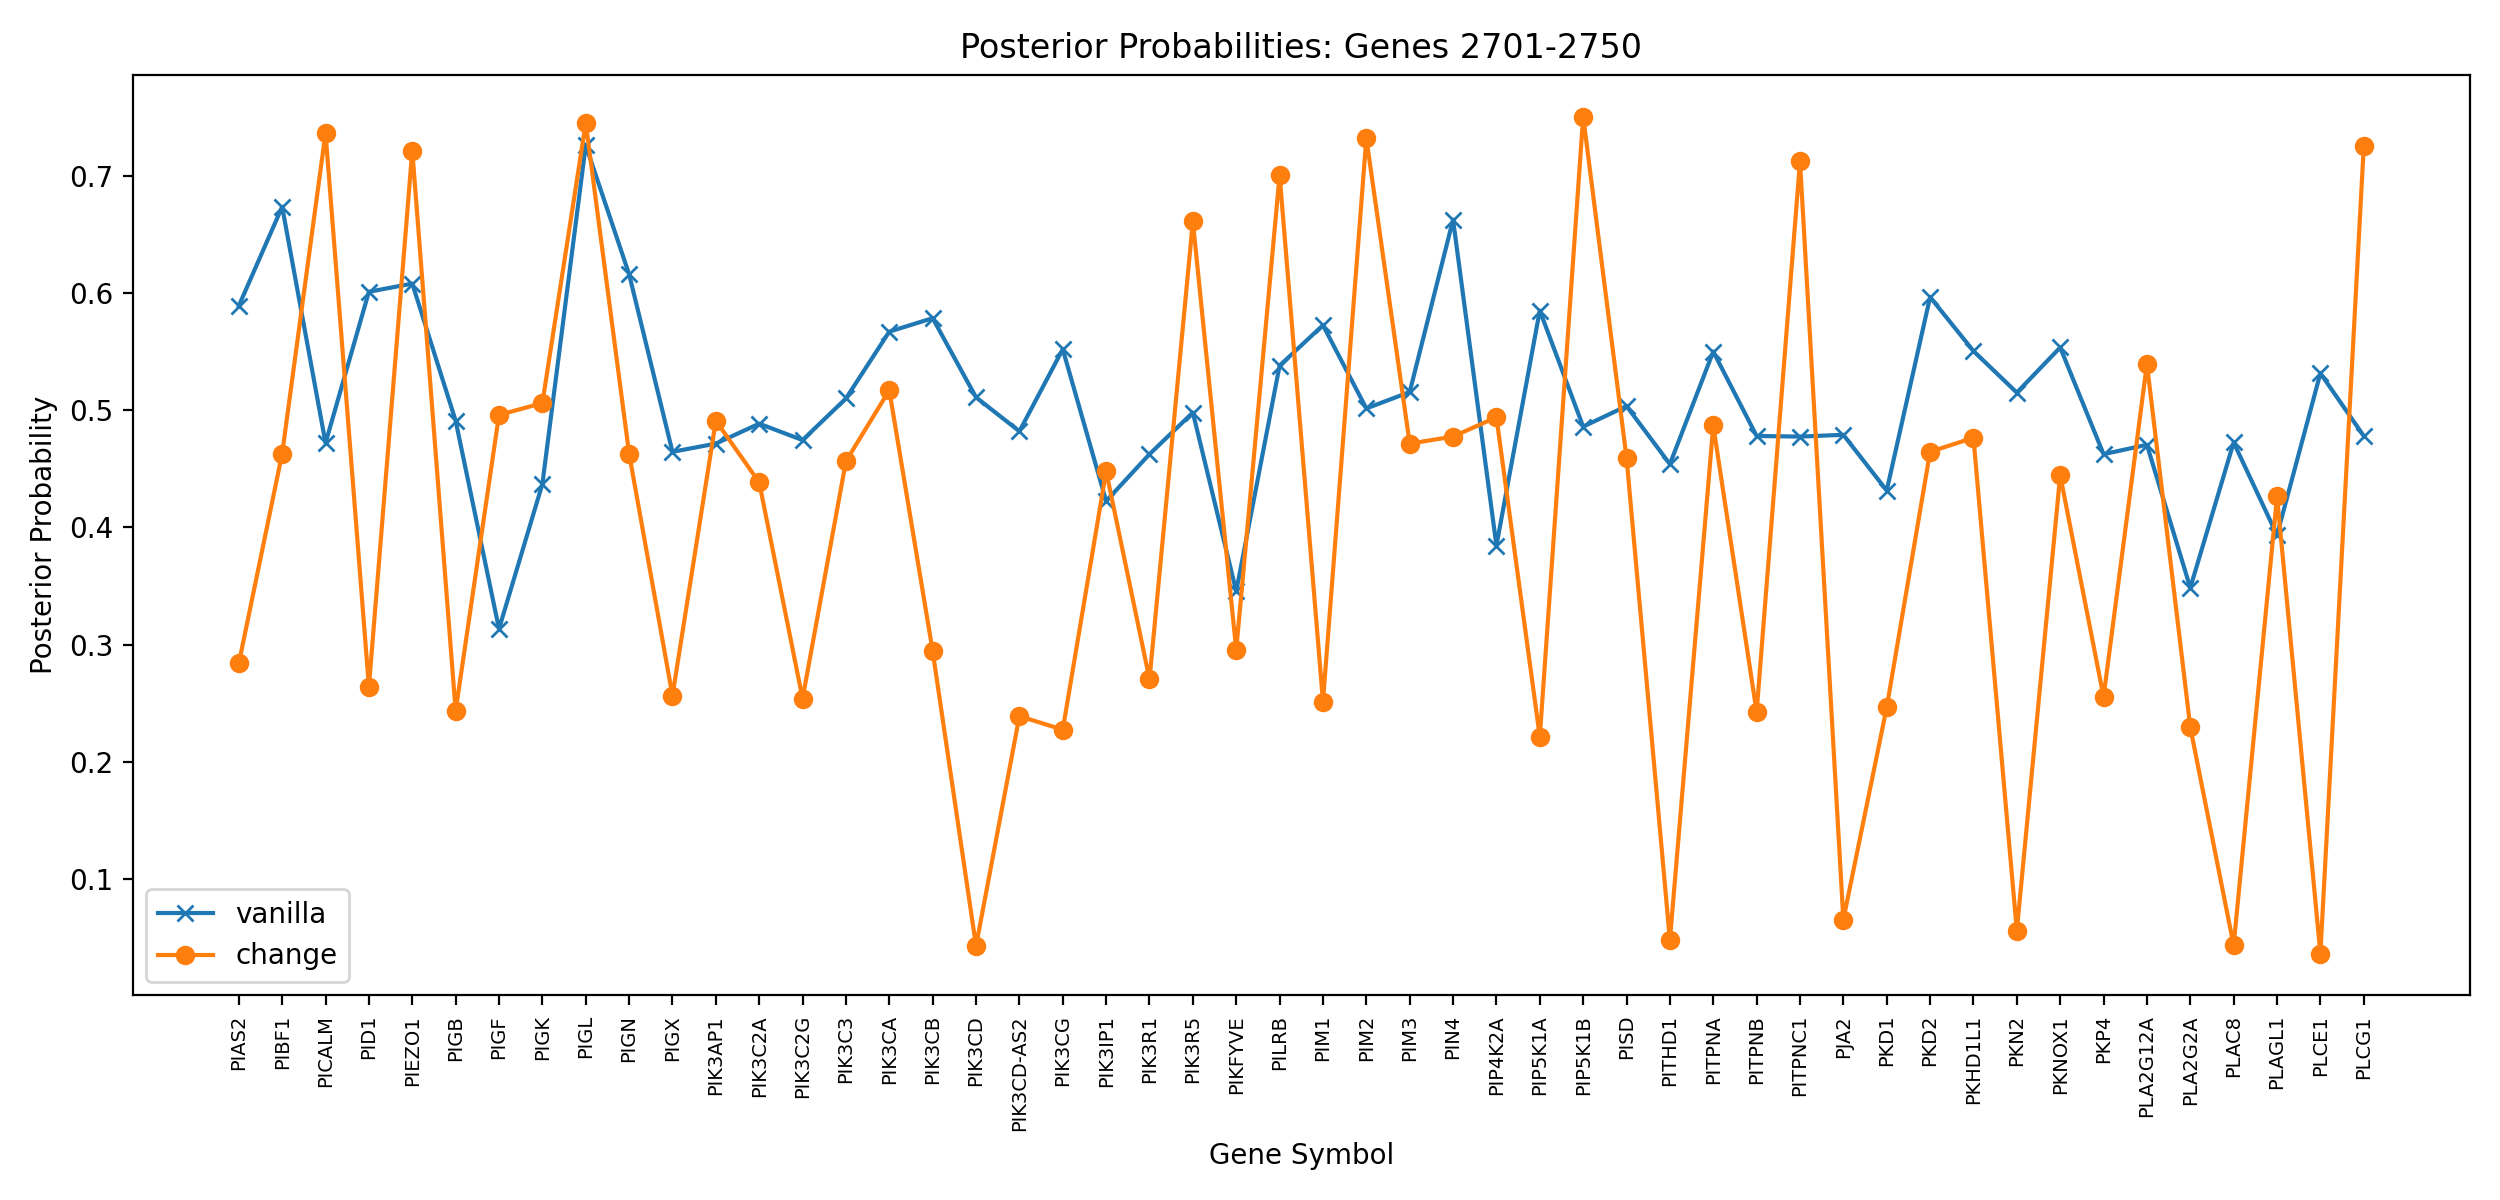 Posterior Probabilities: Genes 2701-2750
Posterior Probability
0.7
0.6
0.5
0.4
0.3
0.2
0.1
vanilla
change
PIAS2
PIBF1
PICALM
PID1
PIEZO1
PIGB
PIGF
PIGK
PIGL
PIGN
PIGX
PIK3AP1
PIK3C2A
PIK3C2G
PIK3C3
PIK3CA
PIK3CB
PIK3CD
PIK3CD-AS2
PIK3CG
PIK3IP1
PIK3R1
PIK3R5
PIKFYVE
PILRB
PIM1
PIM2
PIM3
PIN4
PIP4K2A
PIP5K1A
PIP5K1B
PISD
PITHD1
PITPNA
PITPNB
PITPNC1
PJA2
PKD1
PKD2
PKHD1L1
PKN2
PKNOX1
PKP4
PLA2G12A
PLA2G2A
PLAC8
PLAGL1
PLCE1
PLCG1
Gene Symbol